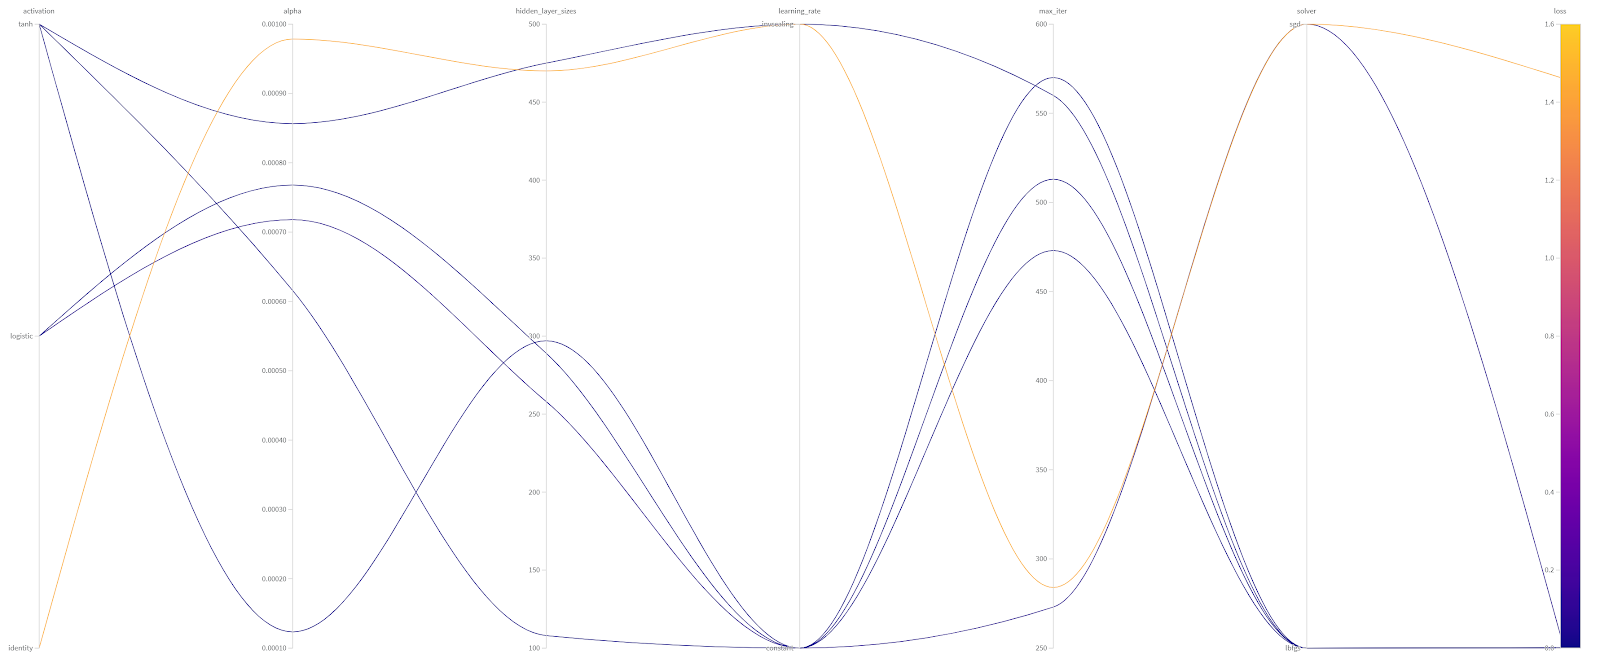 activation
tanh
logistic
identity
alpha
0.00100
0.00090
0.00080
0.00070
0.00060
0.00050
0.00040
0.00030
0.00020
0.00010
hidden_layer_sizes
500
450
400
350
300
250
200
150
100
learning_rate
invscaling
constant
max_iter
600
550
500
450
400
350
300
250
solver
sgd
lbfgs
loss
1.6
1.4
1.2
1.0
0.8
0.6
0.4
0.2
0.0